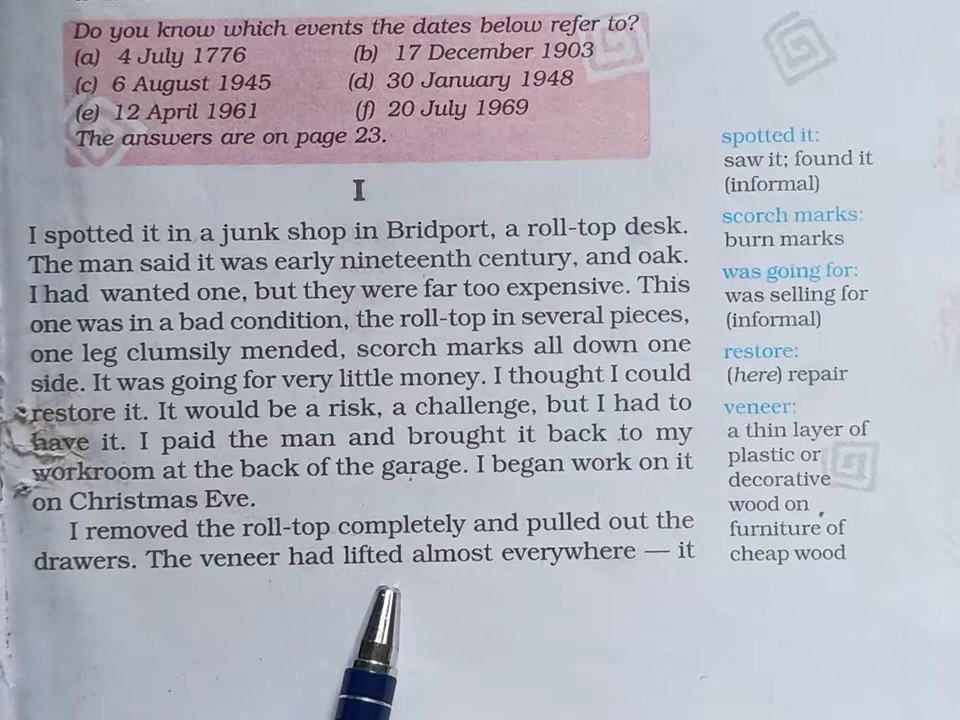 Do you know which events the dates below refer to?
(a) 4 July 1776 (b) 17 December 1903
(c) 6 August 1945 (d) 30 January 1948
(e) 12 April 1961 (f) 20 July 1969
The answers are on page 23.
I
I spotted it in a junk shop in Bridport, a roll-top desk.
The man said it was early nineteenth century, and oak.
I had wanted one, but they were far too expensive. This
one was in a bad condition, the roll-top in several pieces,
one leg clumsily mended, scorch marks all down one
side. It was going for very little money. I thought I could
restore it. It would be a risk, a challenge, but I had to
have it. I paid the man and brought it back to my
workroom at the back of the garage. I began work on it
on Christmas Eve.
I removed the roll-top completely and pulled out the
drawers. The veneer had lifted almost everywhere — it
spotted it:
saw it; found it
(informal)
scorch marks:
burn marks
was going for:
was selling for
(informal)
restore:
(here) repair
veneer:
a thin layer of
plastic or
decorative
wood on
furniture of
cheap wood